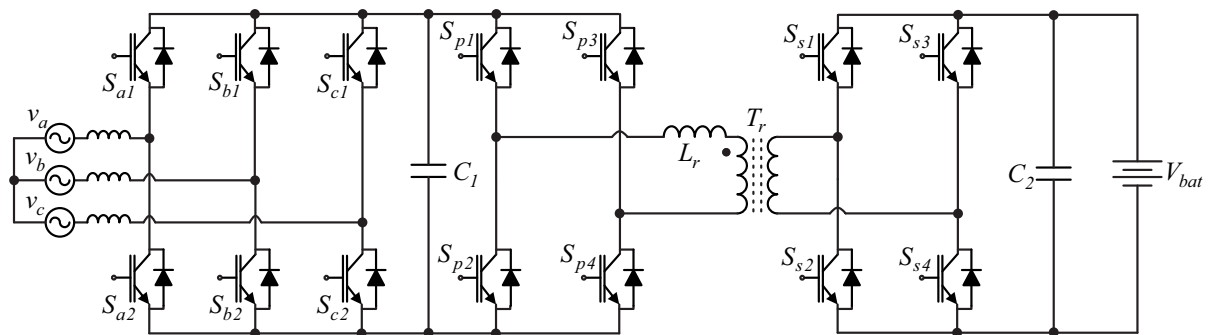 S_a1
S_b1
S_c1
S_p1
S_p3
S_s1
S_s3
v_a
v_b
v_c
C_1
L_r
T_r
C_2
V_bat
S_a2
S_b2
S_c2
S_p2
S_p4
S_s2
S_s4